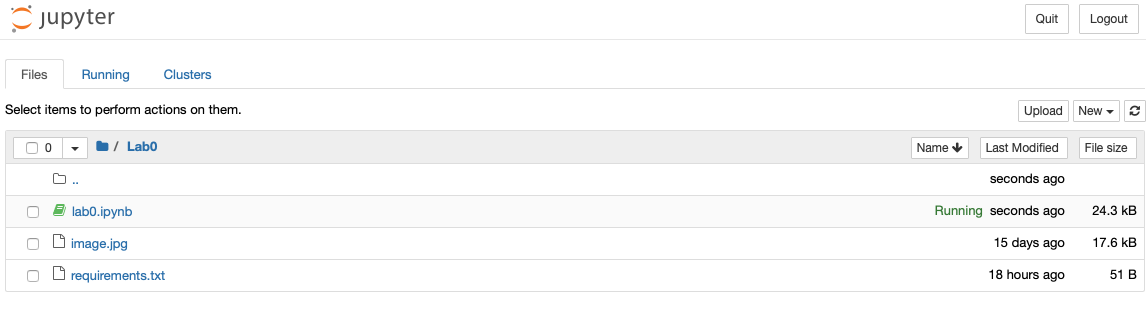 jupyter Quit Logout
Files Running Clusters
Select items to perform actions on them. Upload New
0 / Lab0 Name Last Modified File size
.. seconds ago
lab0.ipynb Running seconds ago 24.3 kB
image.jpg 15 days ago 17.6 kB
requirements.txt 18 hours ago 51 B